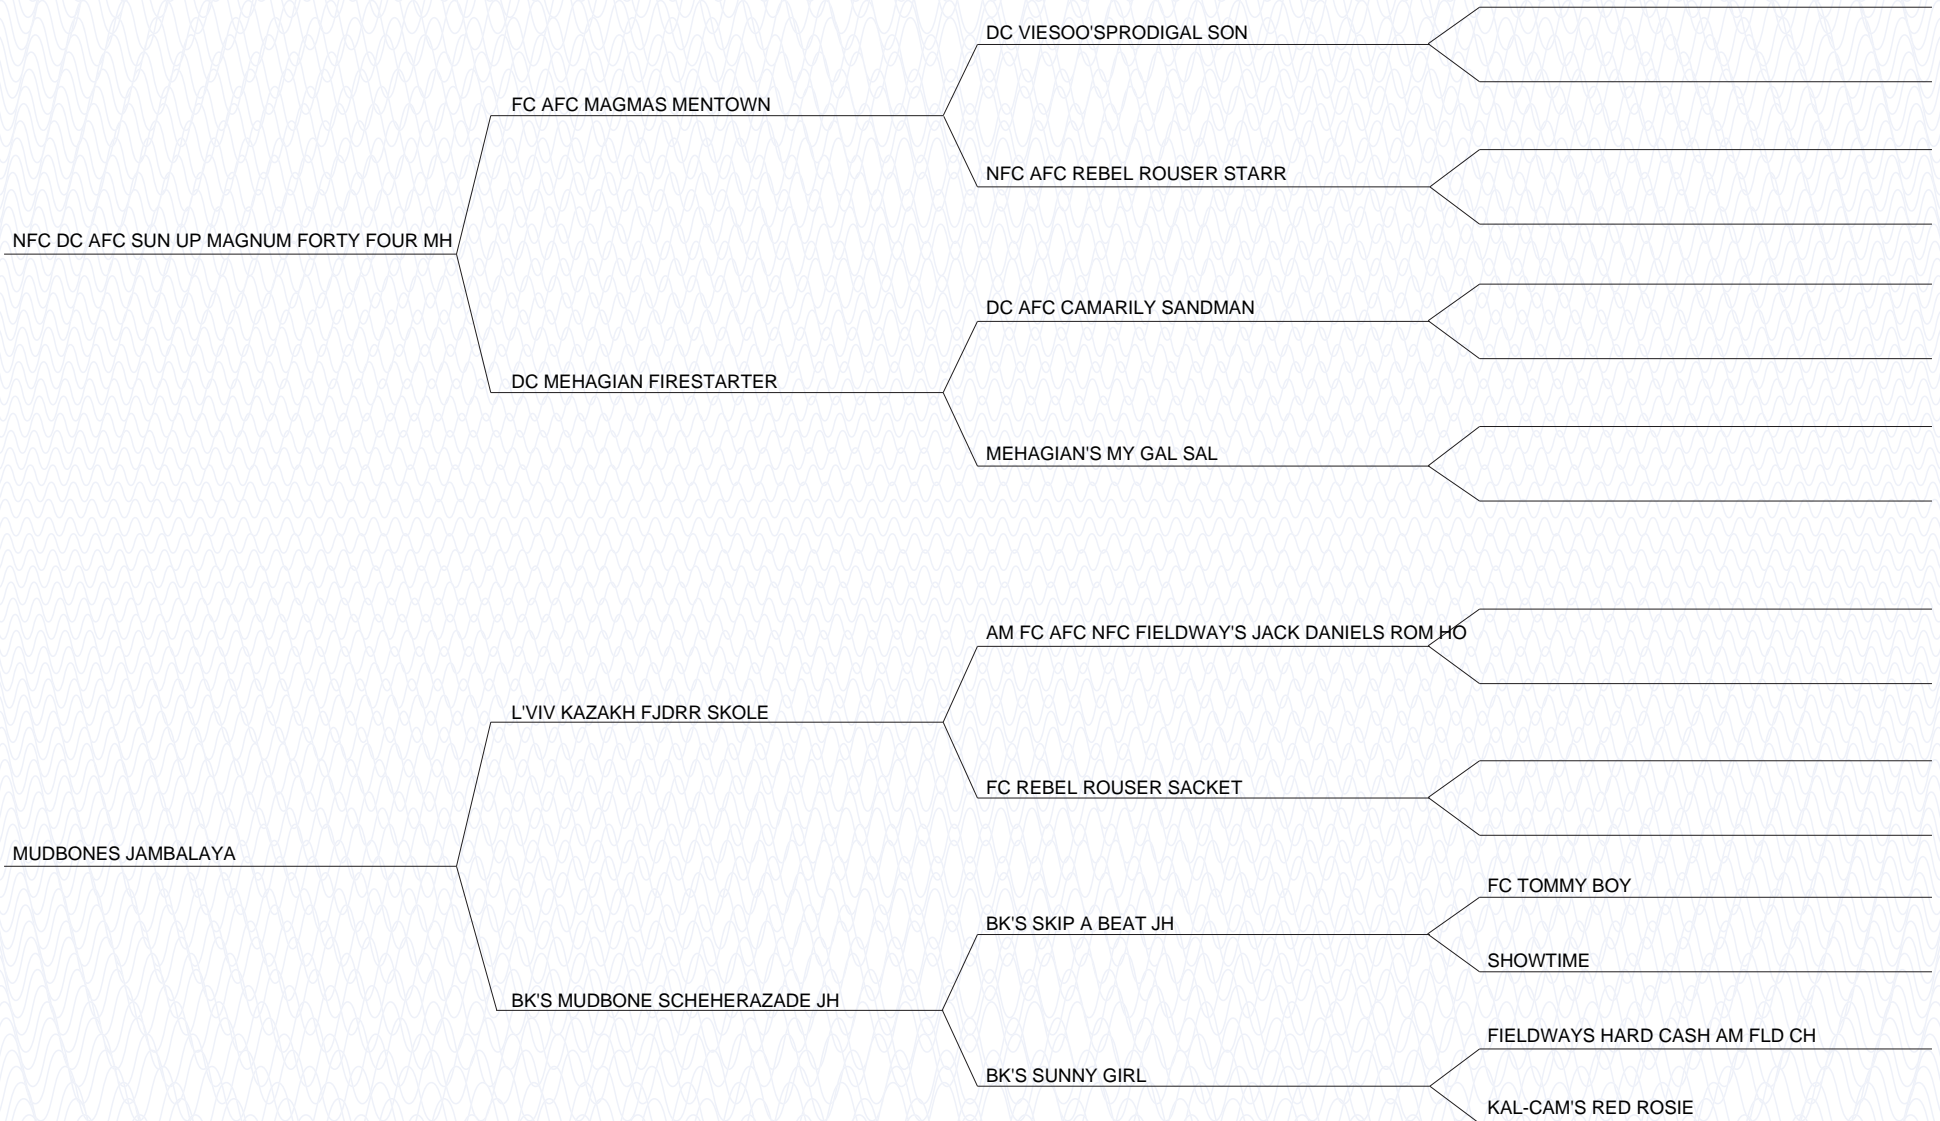 DC VIESOO'SPRODIGAL SON
FC AFC MAGMAS MENTOWN
NFC AFC REBEL ROUSER STARR
NFC DC AFC SUN UP MAGNUM FORTY FOUR MH
DC AFC CAMARILY SANDMAN
DC MEHAGIAN FIRESTARTER
MEHAGIAN'S MY GAL SAL
AM FC AFC NFC FIELDWAY'S JACK DANIELS ROM HO
L'VIV KAZAKH FJDRR SKOLE
FC REBEL ROUSER SACKET
MUDBONES JAMBALAYA
FC TOMMY BOY
BK'S SKIP A BEAT JH
SHOWTIME
BK'S MUDBONE SCHEHERAZADE JH
FIELDWAYS HARD CASH AM FLD CH
BK'S SUNNY GIRL
KAL-CAM'S RED ROSIE